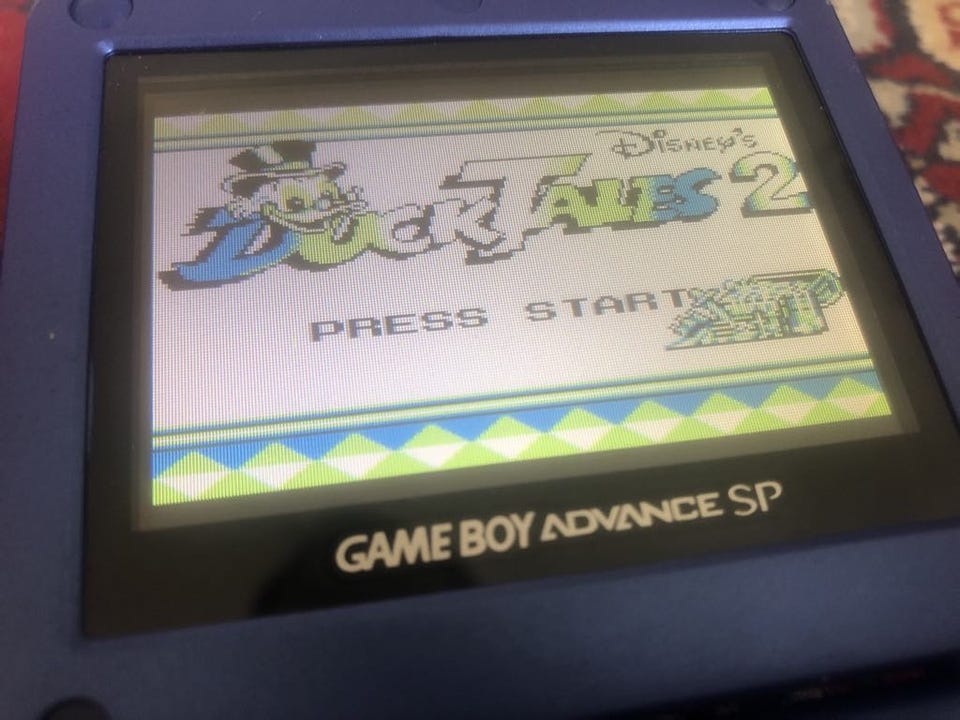 Disney's
DuckTales 2
PRESS START
GAME BOY ADVANCE SP